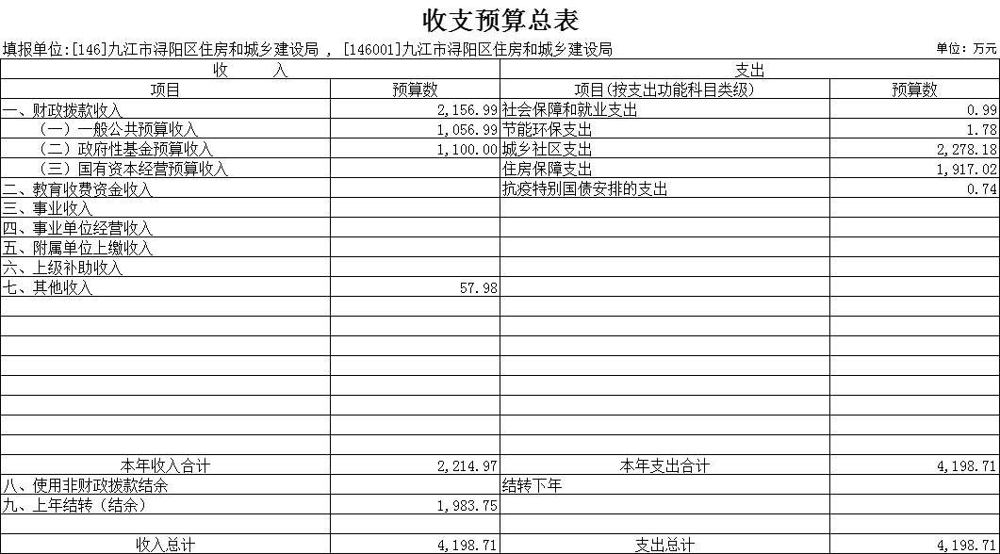 收支预算总表
填报单位:[146]九江市浔阳区住房和城乡建设局 , [146001]九江市浔阳区住房和城乡建设局 单位: 万元
收 入 支出
项目 预算数 项目(按支出功能科目类级) 预算数
一、财政拨款收入 2,156.99 社会保障和就业支出 0.99
（一）一般公共预算收入 1,056.99 节能环保支出 1.78
（二）政府性基金预算收入 1,100.00 城乡社区支出 2,278.18
（三）国有资本经营预算收入 住房保障支出 1,917.02
二、教育收费资金收入 抗疫特别国债安排的支出 0.74
三、事业收入
四、事业单位经营收入
五、附属单位上缴收入
六、上级补助收入
七、其他收入 57.98
本年收入合计 2,214.97 本年支出合计 4,198.71
八、使用非财政拨款结余 结转下年
九、上年结转（结余） 1,983.75
收入总计 4,198.71 支出总计 4,198.71